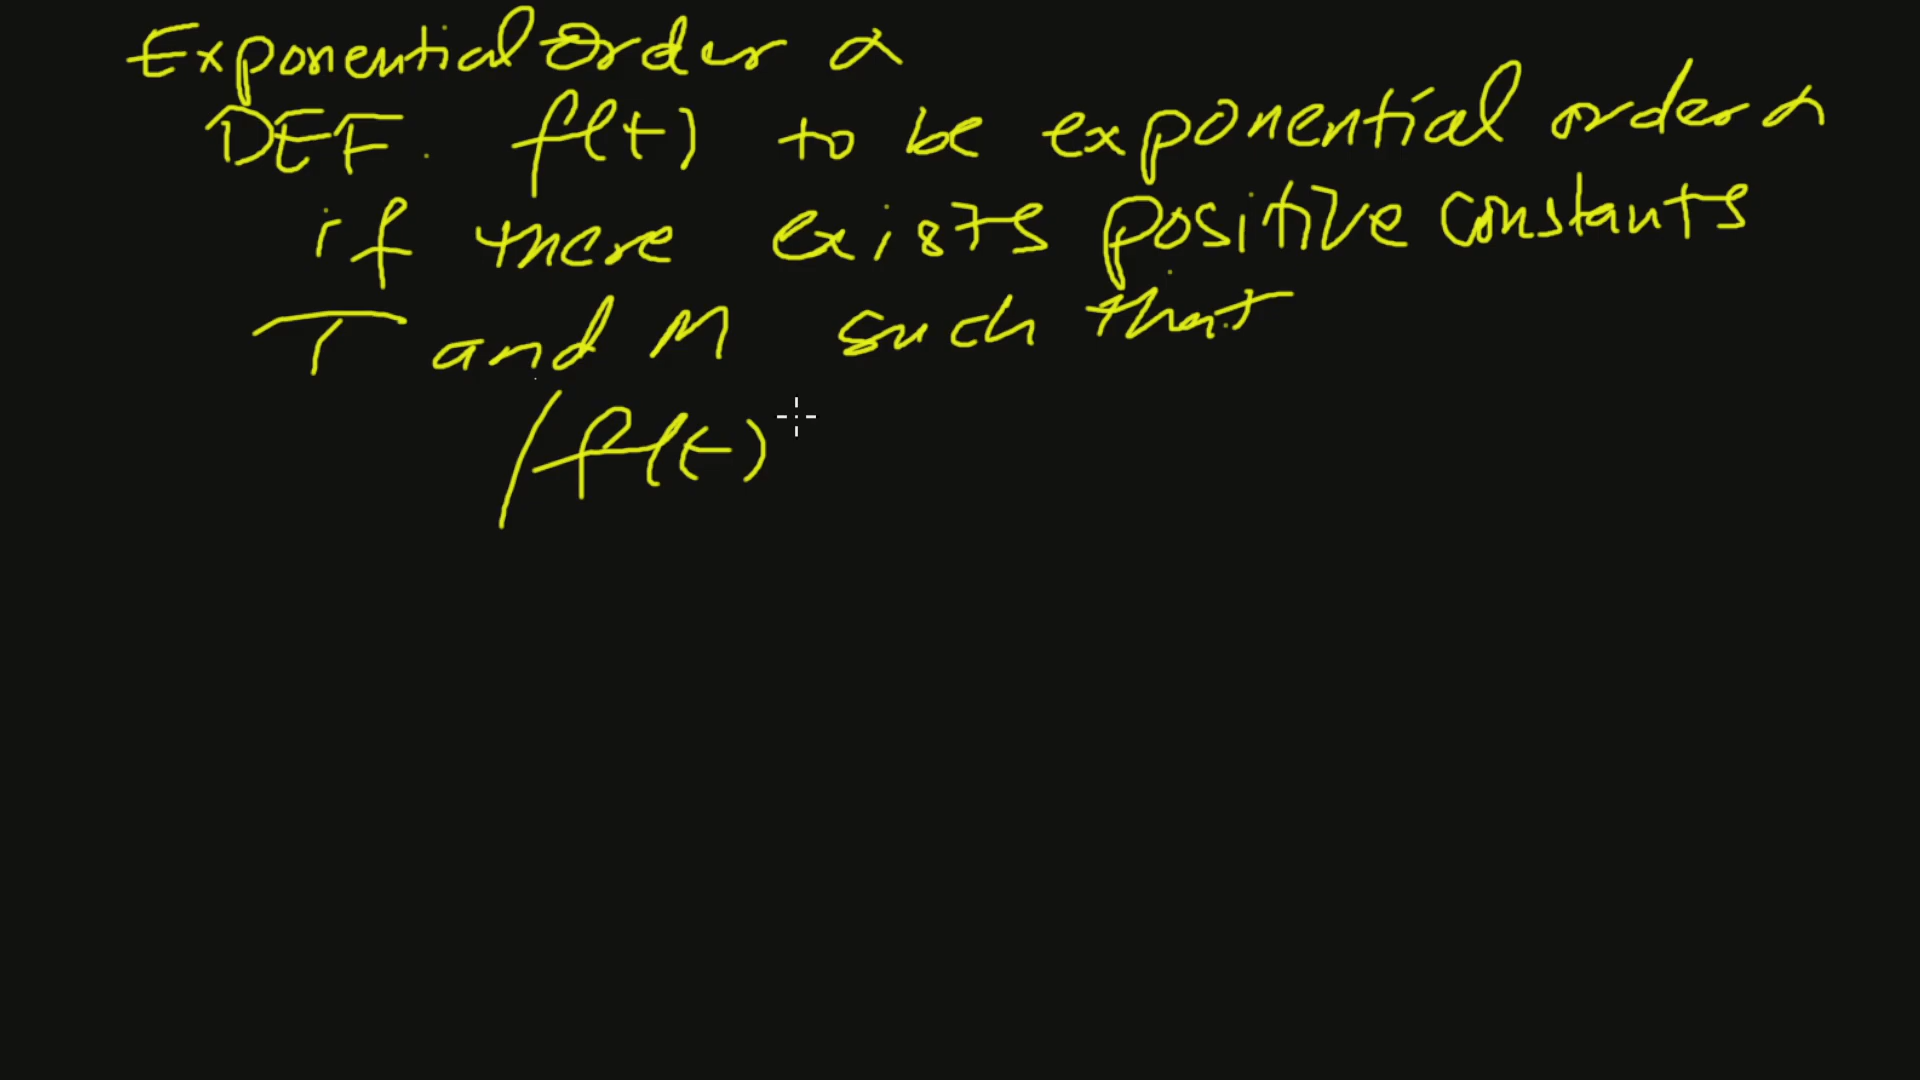 Exponential Order α
DEF. f(t) to be exponential order α
if there exists positive constants
T and M such that
|f(t)